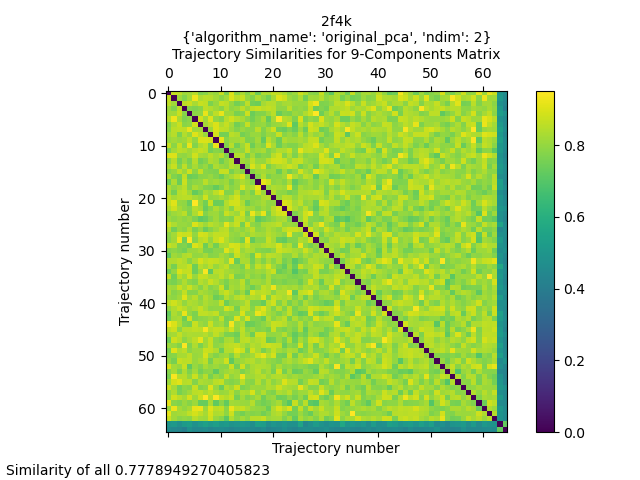 2f4k
{'algorithm_name': 'original_pca', 'ndim': 2}
Trajectory Similarities for 9-Components Matrix
0 10 20 30 40 50 60
0
10
20
30
40
50
60
Trajectory number
Trajectory number
0.8
0.6
0.4
0.2
0.0
Similarity of all 0.7778949270405823